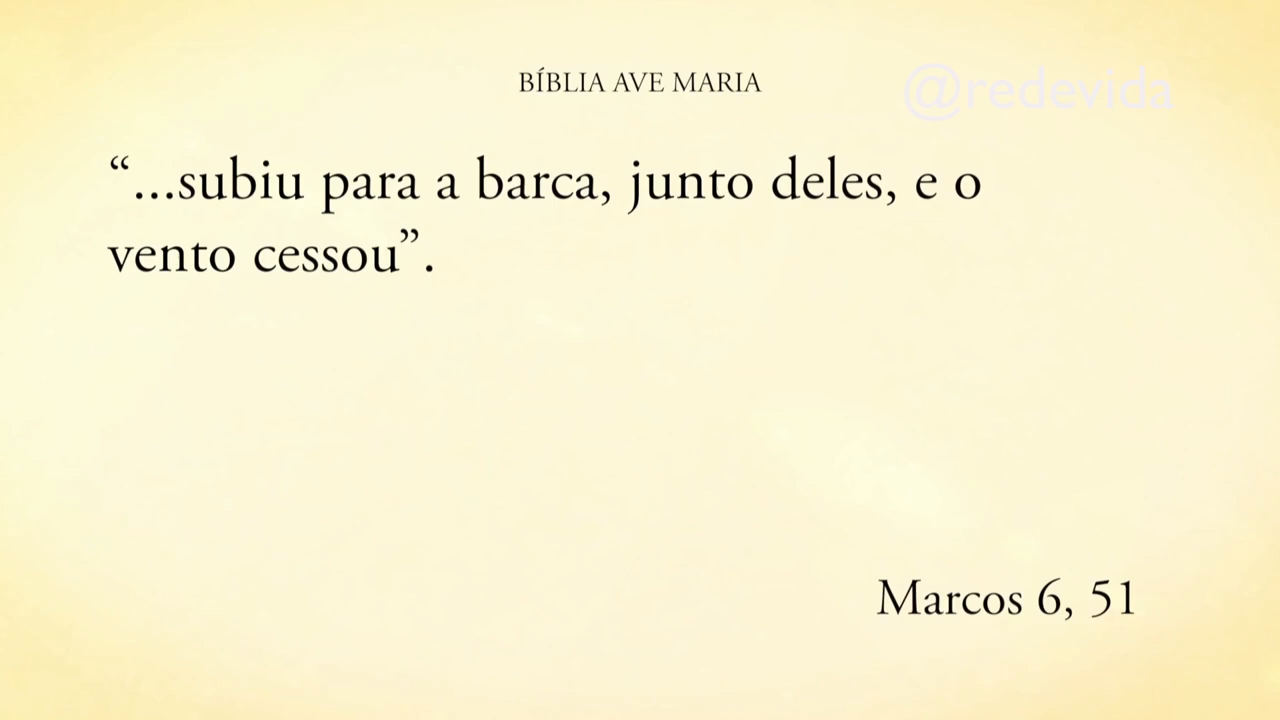 BÍBLIA AVE MARIA
@redevida
“...subiu para a barca, junto deles, e o
vento cessou”.
Marcos 6, 51